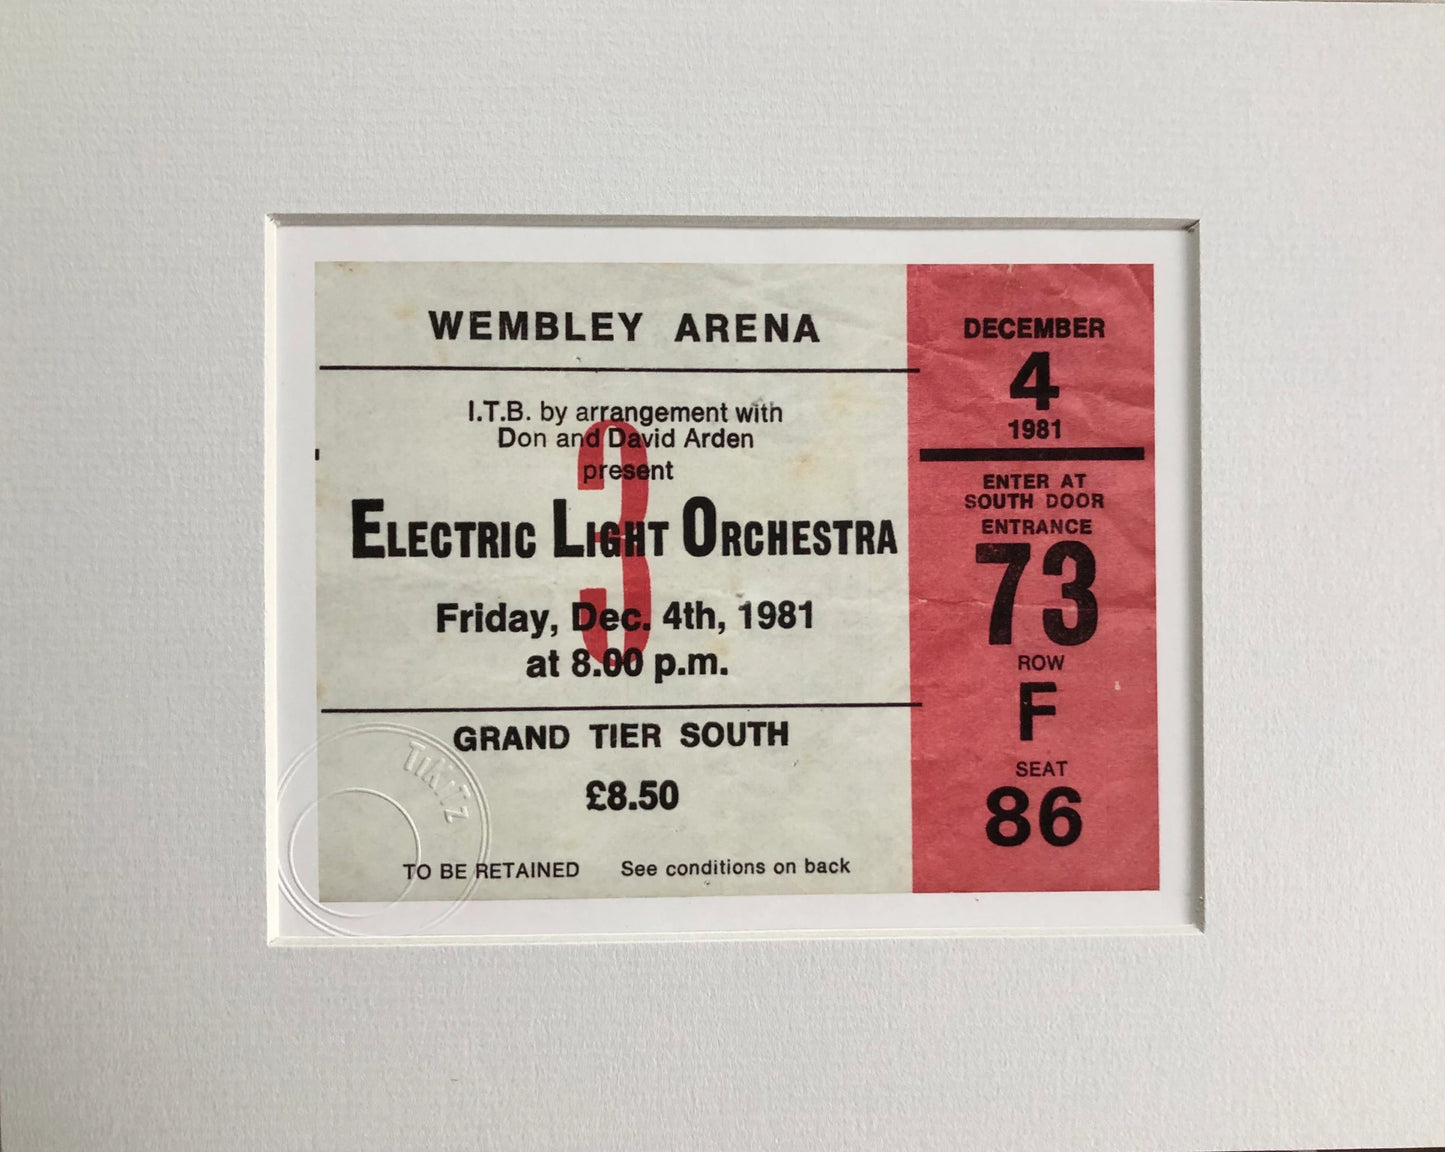 WEMBLEY ARENA
I.T.B. by arrangement with
Don and David Arden
present
3
ELECTRIC LIGHT ORCHESTRA
Friday, Dec. 4th, 1981
at 8.00 p.m.
GRAND TIER SOUTH
£8.50
TO BE RETAINED See conditions on back
DECEMBER
4
1981
ENTER AT
SOUTH DOOR
ENTRANCE
73
ROW
F
SEAT
86